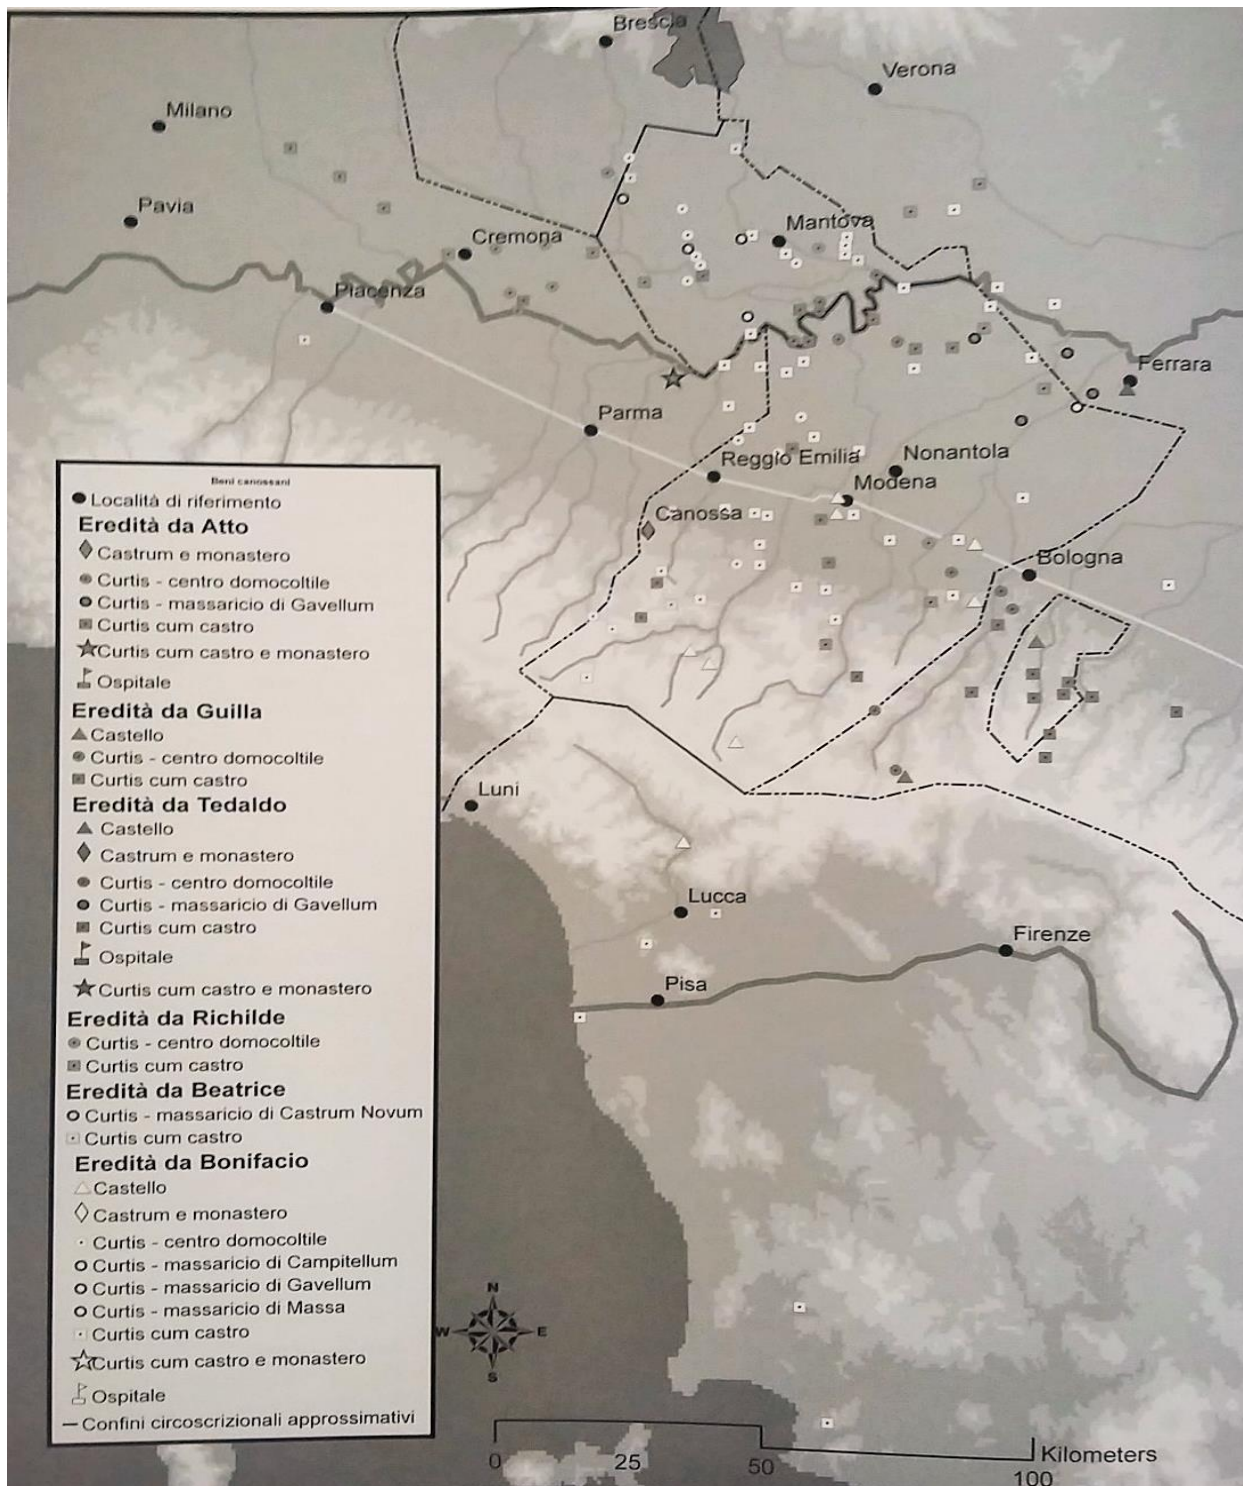 Brescia
Verona
Milano
Pavia
Mantova
Cremona
Piacenza
Ferrara
Parma
Reggio Emilia
Nonantola
Modena
Canossa
Bologna
Luni
Lucca
Firenze
Pisa
Beni canossani
Località di riferimento
Eredità da Atto
Castrum e monastero
Curtis - centro domocoltile
Curtis - massaricio di Gavellum
Curtis cum castro
Curtis cum castro e monastero
Ospitale
Eredità da Guilla
Castello
Curtis - centro domocoltile
Curtis cum castro
Eredità da Tedaldo
Castello
Castrum e monastero
Curtis - centro domocoltile
Curtis - massaricio di Gavellum
Curtis cum castro
Ospitale
Curtis cum castro e monastero
Eredità da Richilde
Curtis - centro domocoltile
Curtis cum castro
Eredità da Beatrice
Curtis - massaricio di Castrum Novum
Curtis cum castro
Eredità da Bonifacio
Castello
Castrum e monastero
Curtis - centro domocoltile
Curtis - massaricio di Campitellum
Curtis - massaricio di Gavellum
Curtis - massaricio di Massa
Curtis cum castro
Curtis cum castro e monastero
Ospitale
Confini circoscrizionali approssimativi
N
W E
S
0 25 50 100 Kilometers